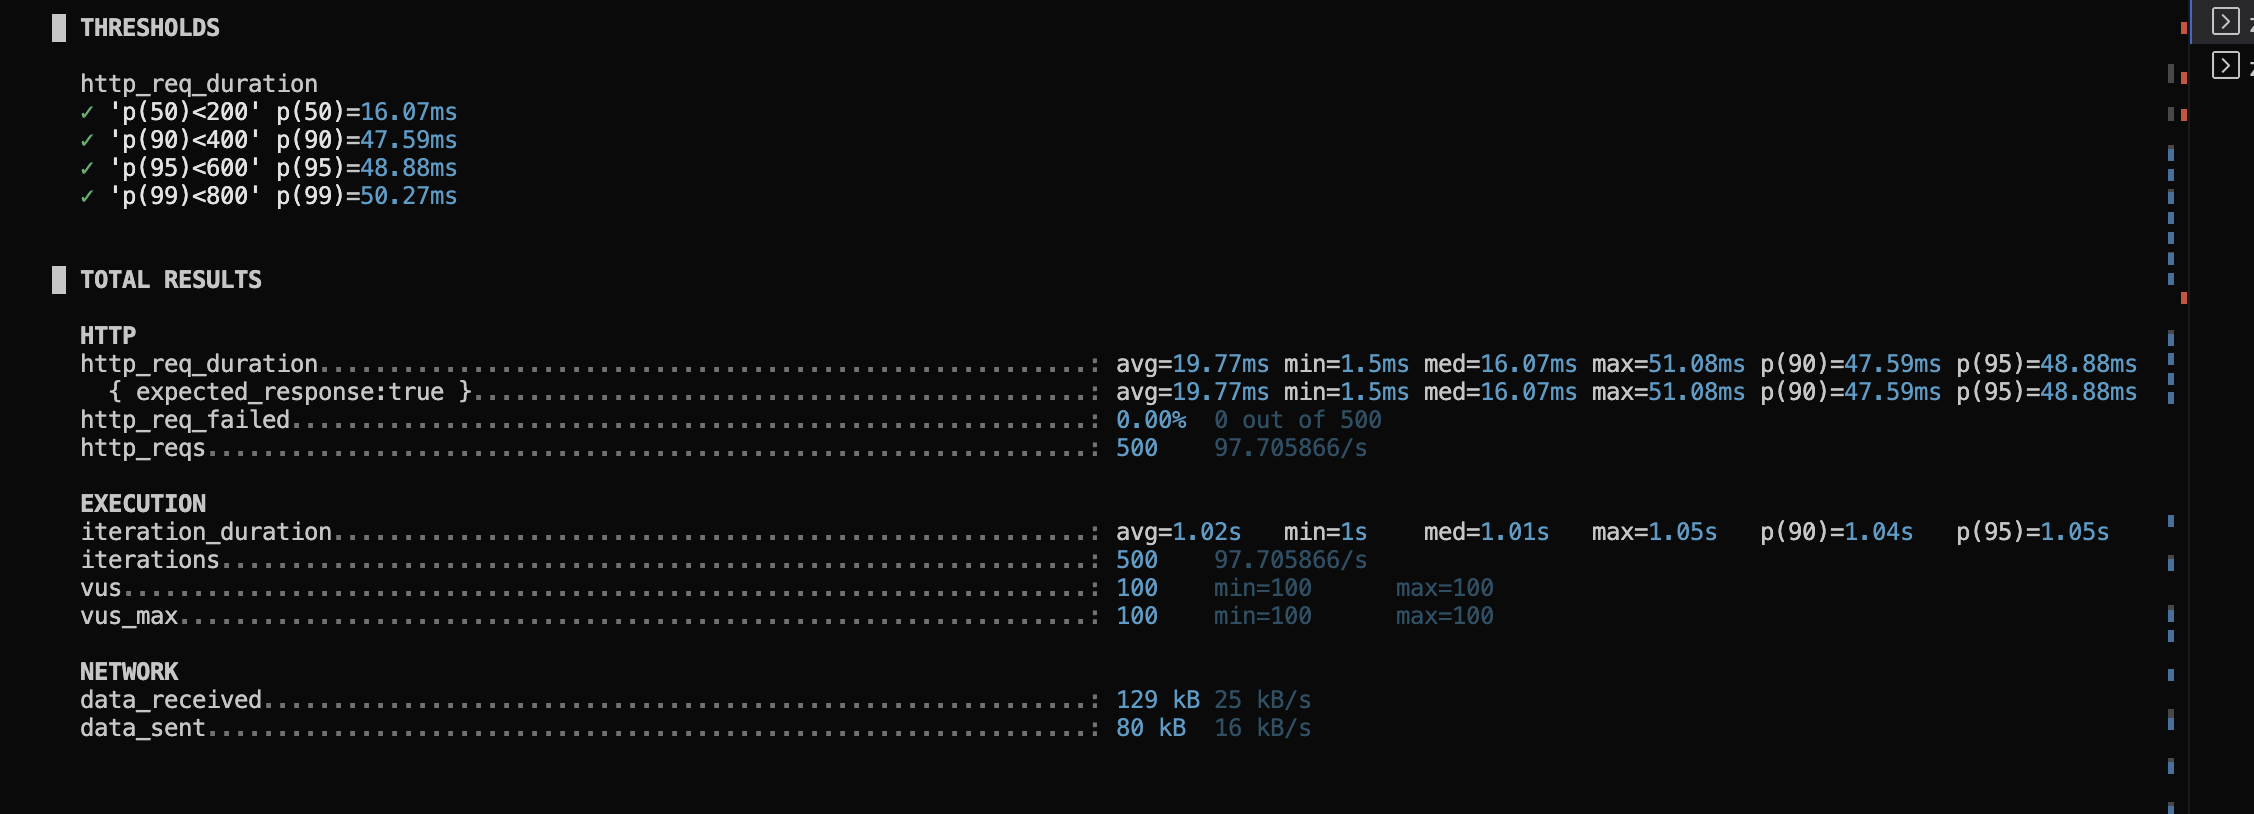 THRESHOLDS
http_req_duration
✓ 'p(50)<200' p(50)=16.07ms
✓ 'p(90)<400' p(90)=47.59ms
✓ 'p(95)<600' p(95)=48.88ms
✓ 'p(99)<800' p(99)=50.27ms
TOTAL RESULTS
HTTP
http_req_duration.......................................................: avg=19.77ms min=1.5ms med=16.07ms max=51.08ms p(90)=47.59ms p(95)=48.88ms
{ expected_response:true }............................................: avg=19.77ms min=1.5ms med=16.07ms max=51.08ms p(90)=47.59ms p(95)=48.88ms
http_req_failed.........................................................: 0.00% 0 out of 500
http_reqs...............................................................: 500 97.705866/s
EXECUTION
iteration_duration......................................................: avg=1.02s min=1s med=1.01s max=1.05s p(90)=1.04s p(95)=1.05s
iterations..............................................................: 500 97.705866/s
vus.....................................................................: 100 min=100 max=100
vus_max.................................................................: 100 min=100 max=100
NETWORK
data_received...........................................................: 129 kB 25 kB/s
data_sent...............................................................: 80 kB 16 kB/s